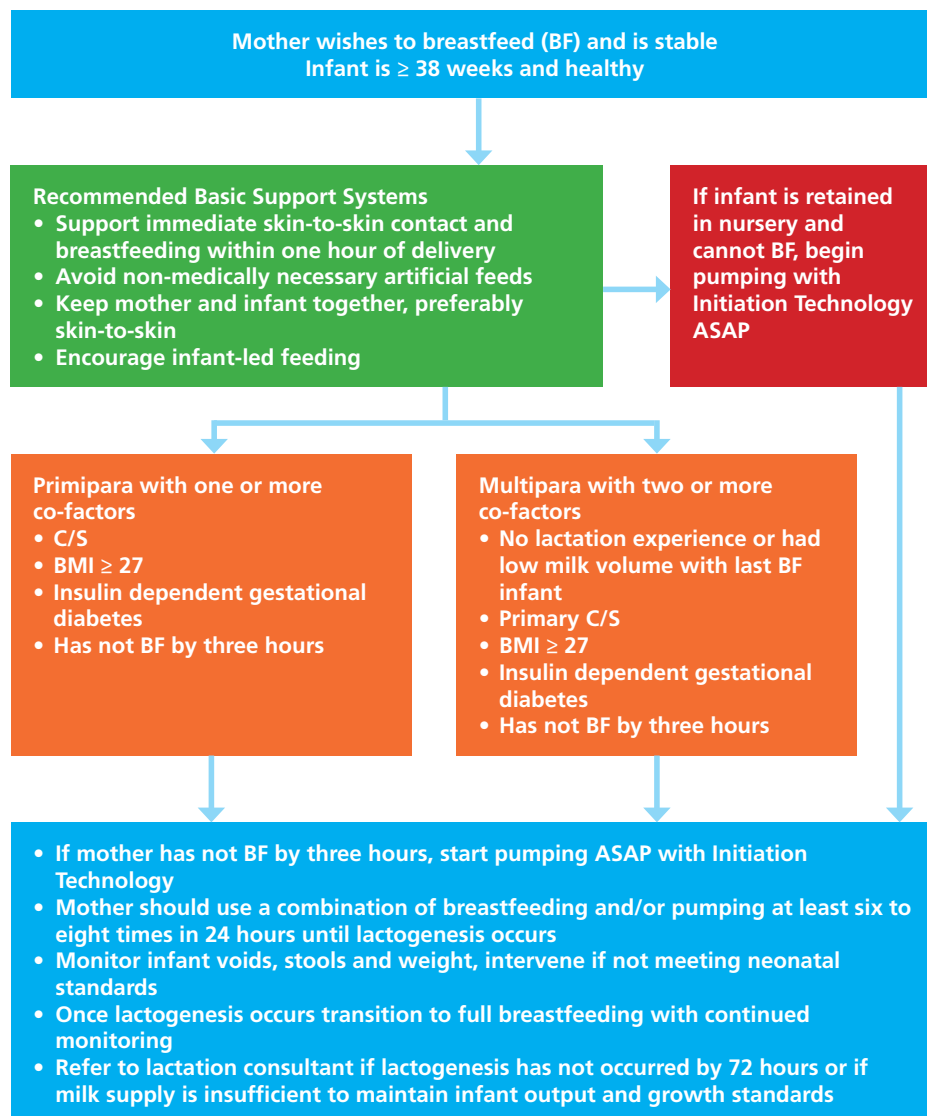 Mother wishes to breastfeed (BF) and is stable
Infant is ≥ 38 weeks and healthy
Recommended Basic Support Systems
• Support immediate skin-to-skin contact and
breastfeeding within one hour of delivery
• Avoid non-medically necessary artificial feeds
• Keep mother and infant together, preferably
skin-to-skin
• Encourage infant-led feeding
If infant is retained
in nursery and
cannot BF, begin
pumping with
Initiation Technology
ASAP
Primipara with one or more
co-factors
• C/S
• BMI ≥ 27
• Insulin dependent gestational
diabetes
• Has not BF by three hours
Multipara with two or more
co-factors
• No lactation experience or had
low milk volume with last BF
infant
• Primary C/S
• BMI ≥ 27
• Insulin dependent gestational
diabetes
• Has not BF by three hours
• If mother has not BF by three hours, start pumping ASAP with Initiation
Technology
• Mother should use a combination of breastfeeding and/or pumping at least six to
eight times in 24 hours until lactogenesis occurs
• Monitor infant voids, stools and weight, intervene if not meeting neonatal
standards
• Once lactogenesis occurs transition to full breastfeeding with continued
monitoring
• Refer to lactation consultant if lactogenesis has not occurred by 72 hours or if
milk supply is insufficient to maintain infant output and growth standards